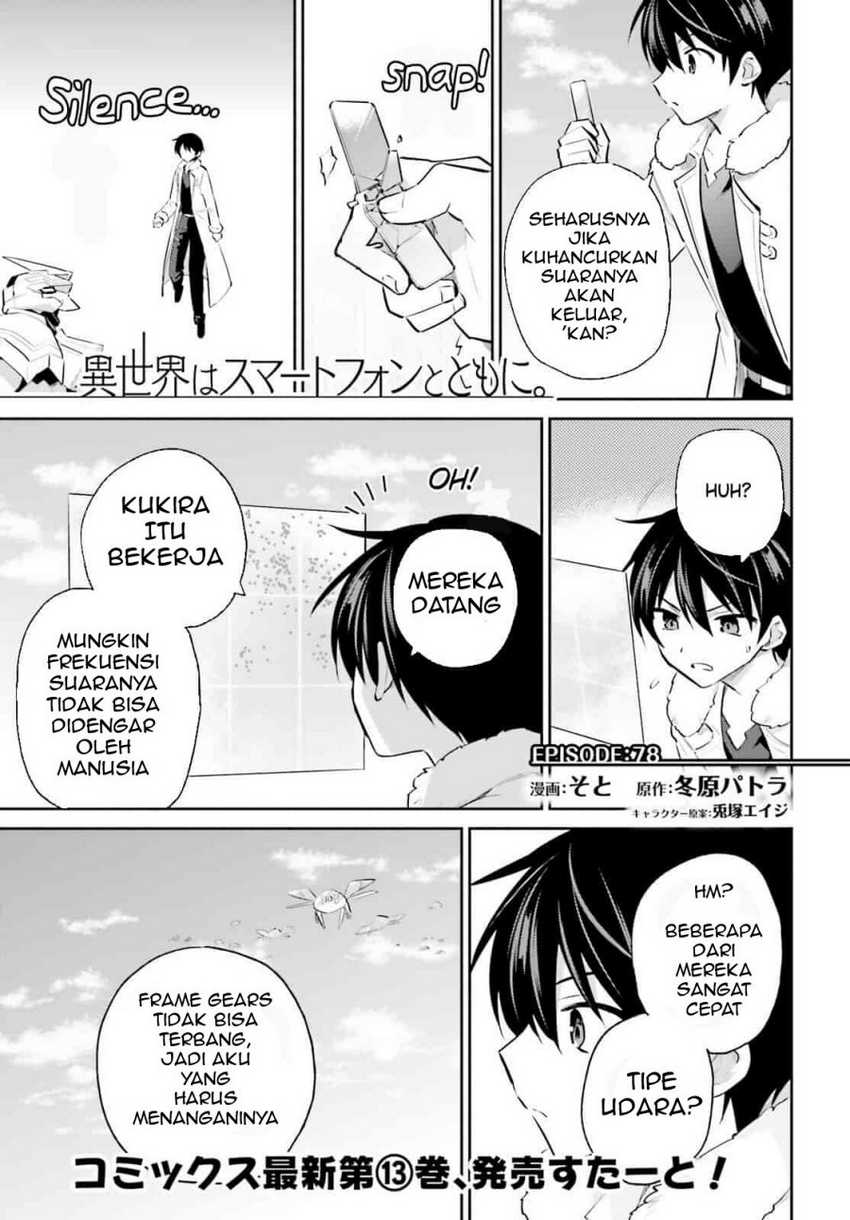 SEHARUSNYA
JIKA
KUHANCURKAN
SUARANYA
AKAN
KELUAR,
'KAN?
snap!
Silence...
異世界はスマートフォンとともに。
HUH?
OH!
MEREKA
DATANG
KUKIRA
ITU
BEKERJA
MUNGKIN
FREKUENSI
SUARANYA
TIDAK BISA
DIDENGAR
OLEH
MANUSIA
EPISODE:78
漫画:そと 原作:冬原パトラ
キャラクター原案:兎塚エイジ
HM?
BEBERAPA
DARI
MEREKA
SANGAT
CEPAT
TIPE
UDARA?
FRAME GEARS
TIDAK BISA
TERBANG,
JADI AKU
YANG
HARUS
MENANGANINYA
コミックス最新第⑬巻、発売すたーと!